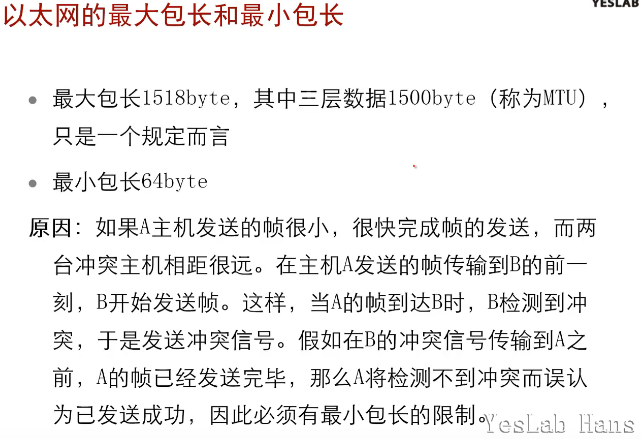 YESLAB
以太网的最大包长和最小包长
最大包长1518byte，其中三层数据1500byte（称为MTU），
只是一个规定而言
最小包长64byte
原因：如果A主机发送的帧很小，很快完成帧的发送，而两
台冲突主机相距很远。在主机A发送的帧传输到B的前一
刻，B开始发送帧。这样，当A的帧到达B时，B检测到冲
突，于是发送冲突信号。假如在B的冲突信号传输到A之
前，A的帧已经发送完毕，那么A将检测不到冲突而误认
为已发送成功，因此必须有最小包长的限制。
YesLab Hans